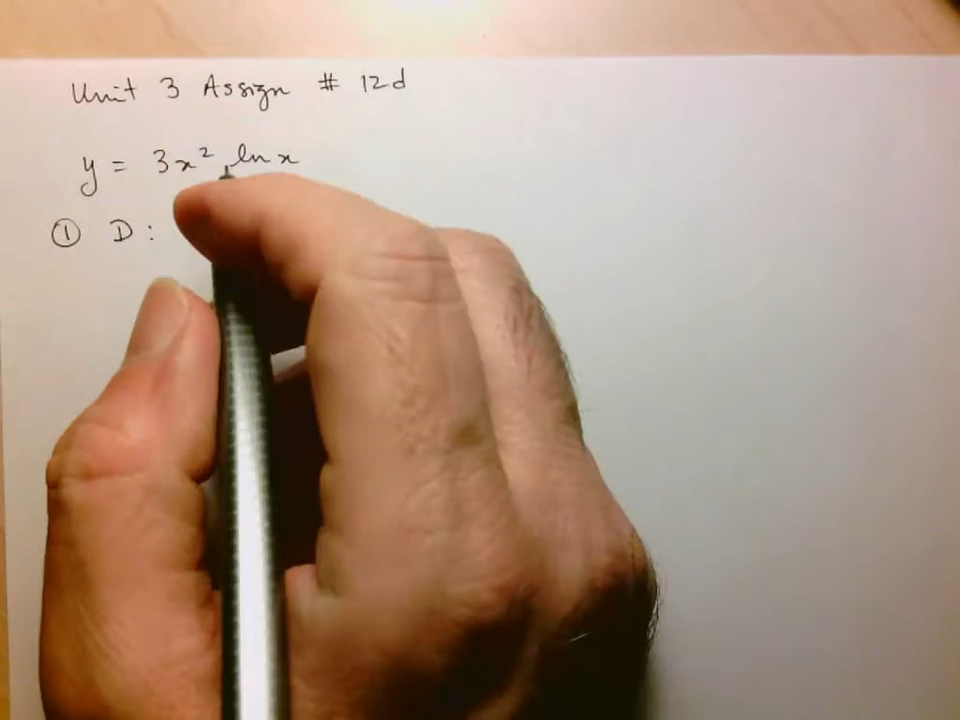 Unit 3 Assign # 12d
y = 3x² ln x
① D: